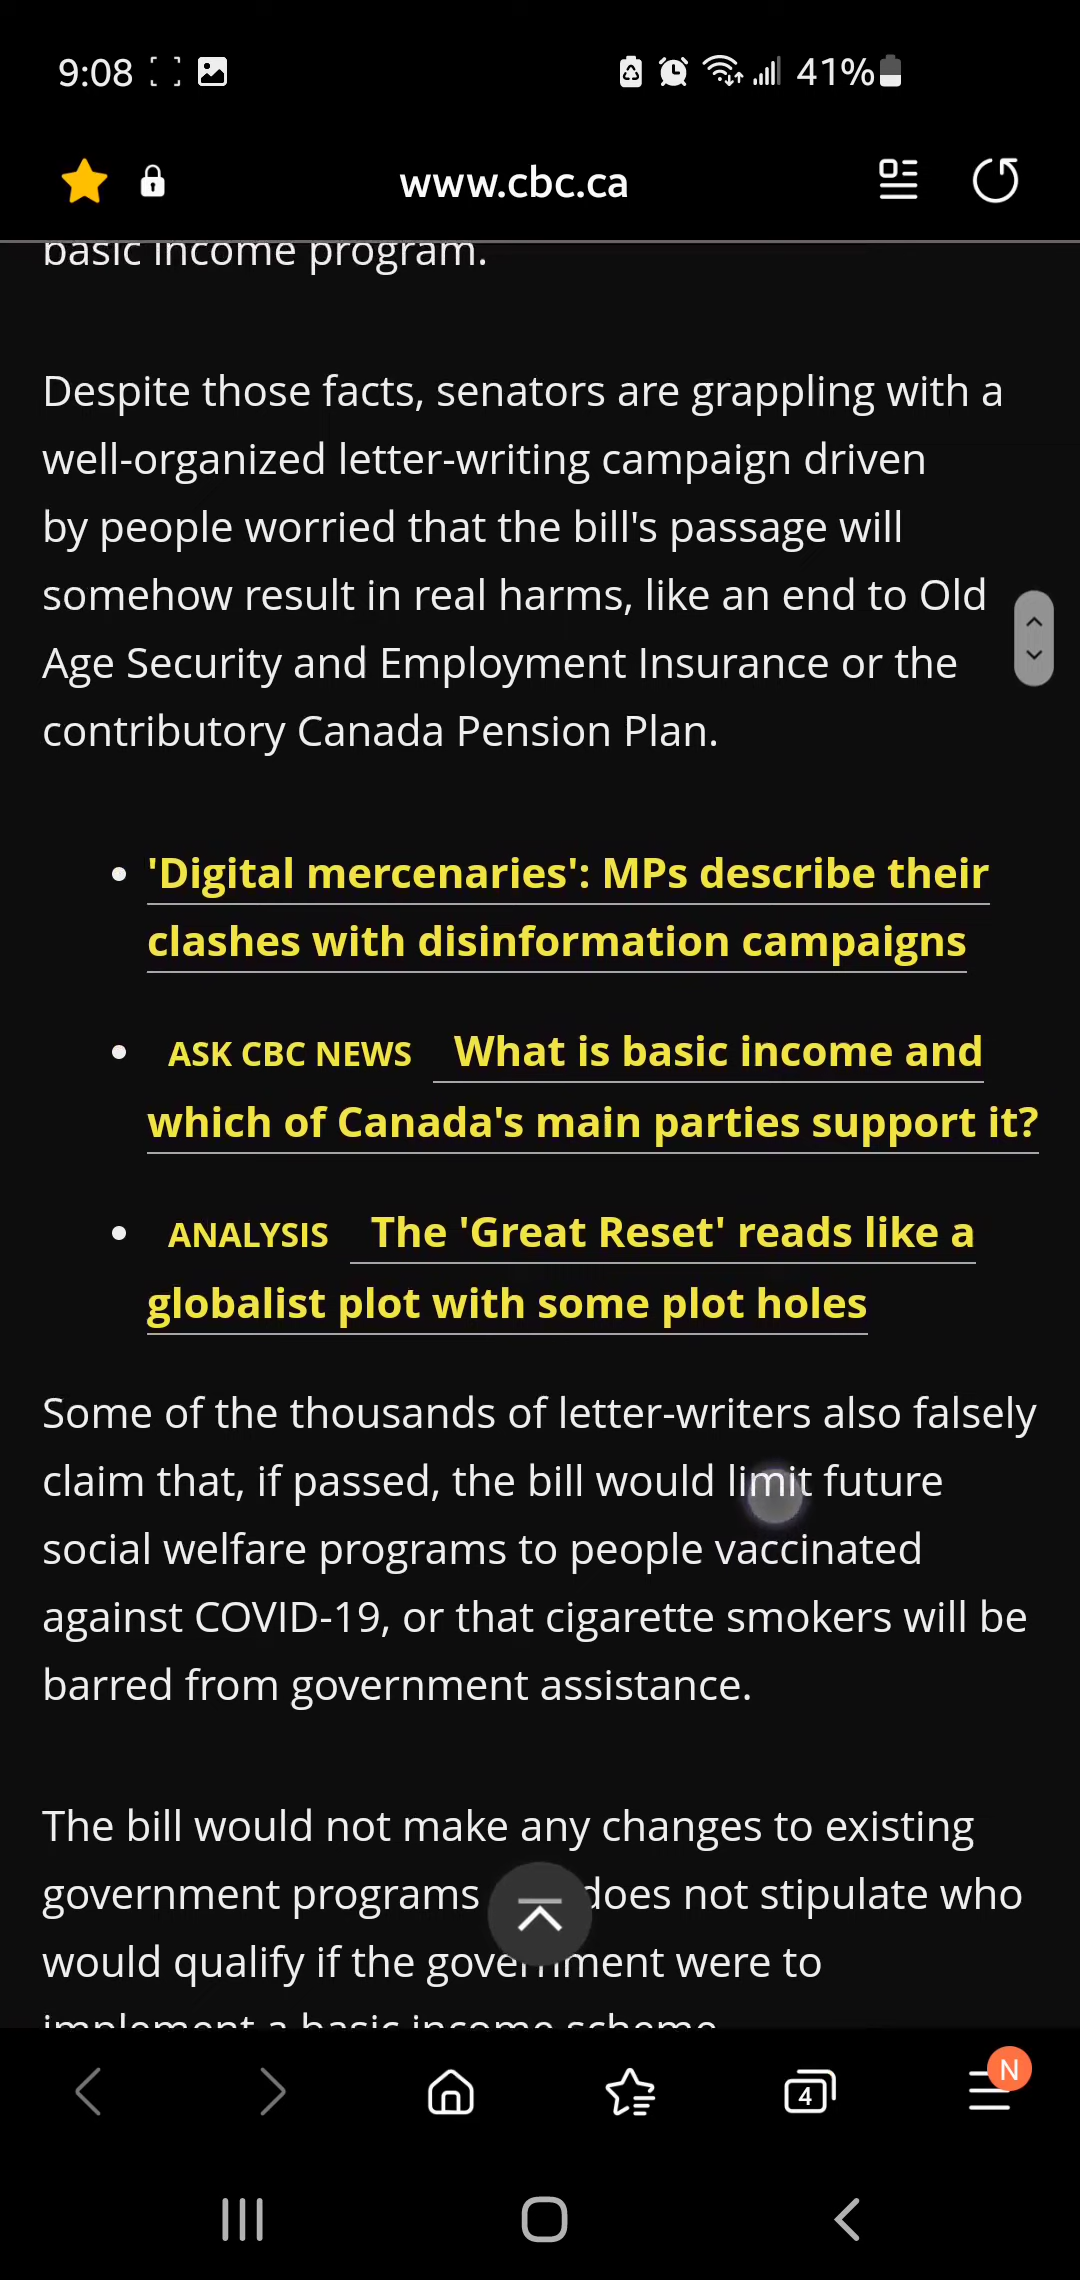 9:08
41%
www.cbc.ca
basic income program.
Despite those facts, senators are grappling with a
well-organized letter-writing campaign driven
by people worried that the bill's passage will
somehow result in real harms, like an end to Old
Age Security and Employment Insurance or the
contributory Canada Pension Plan.
'Digital mercenaries': MPs describe their
clashes with disinformation campaigns
ASK CBC NEWS What is basic income and
which of Canada's main parties support it?
ANALYSIS The 'Great Reset' reads like a
globalist plot with some plot holes
Some of the thousands of letter-writers also falsely
claim that, if passed, the bill would limit future
social welfare programs to people vaccinated
against COVID-19, or that cigarette smokers will be
barred from government assistance.
The bill would not make any changes to existing
government programs does not stipulate who
would qualify if the government were to
implement a basic income scheme
4
N